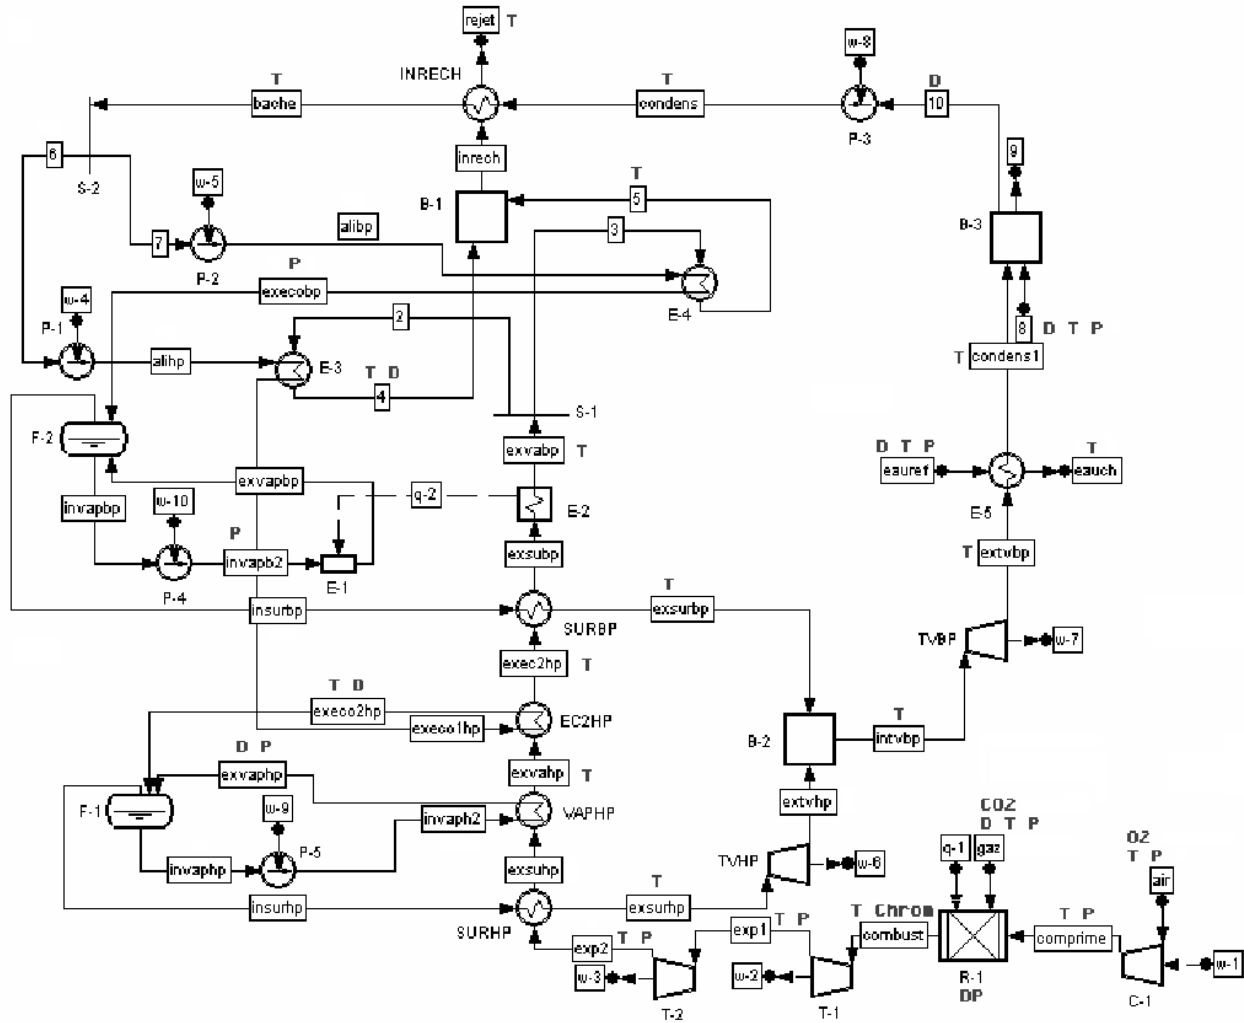 rejet T
w-8
INRECH
T
bache
T
condens
D
10
P-3
6
S-2
w-5
inrech
T
5
9
B-1
alibp
3
B-3
7
P-2
P
execobp
w-4
P-1
E-4
2
8 D T P
alihp
E-3
T condens1
T D
4
S-1
F-2
exvabp T
D T P
T
eauref
eauch
exvapbp
E-5
invapbp
w-10
q-2
E-2
P
T extvbp
exsubp
invapb2
P-4
E-1
insurbp
T
exsurbp
SURBP
TVBP
w-7
exec2hp T
T D
execo2hp
EC2HP
execo1hp
B-2
T
intvbp
D P
exvaphp
exvahp T
F-1
w-9
extvhp
VAPHP
invaph2
CO2
D T P
P-5
O2
T P
q-1
gaz
invaphp
exsuhp
TVHP
w-6
air
T
insurhp
exsurhp
T Chrom
T P
SURHP
T P
exp1
combust
comprime
exp2
T P
w-3
w-2
w-1
R-1
DP
T-2
T-1
C-1